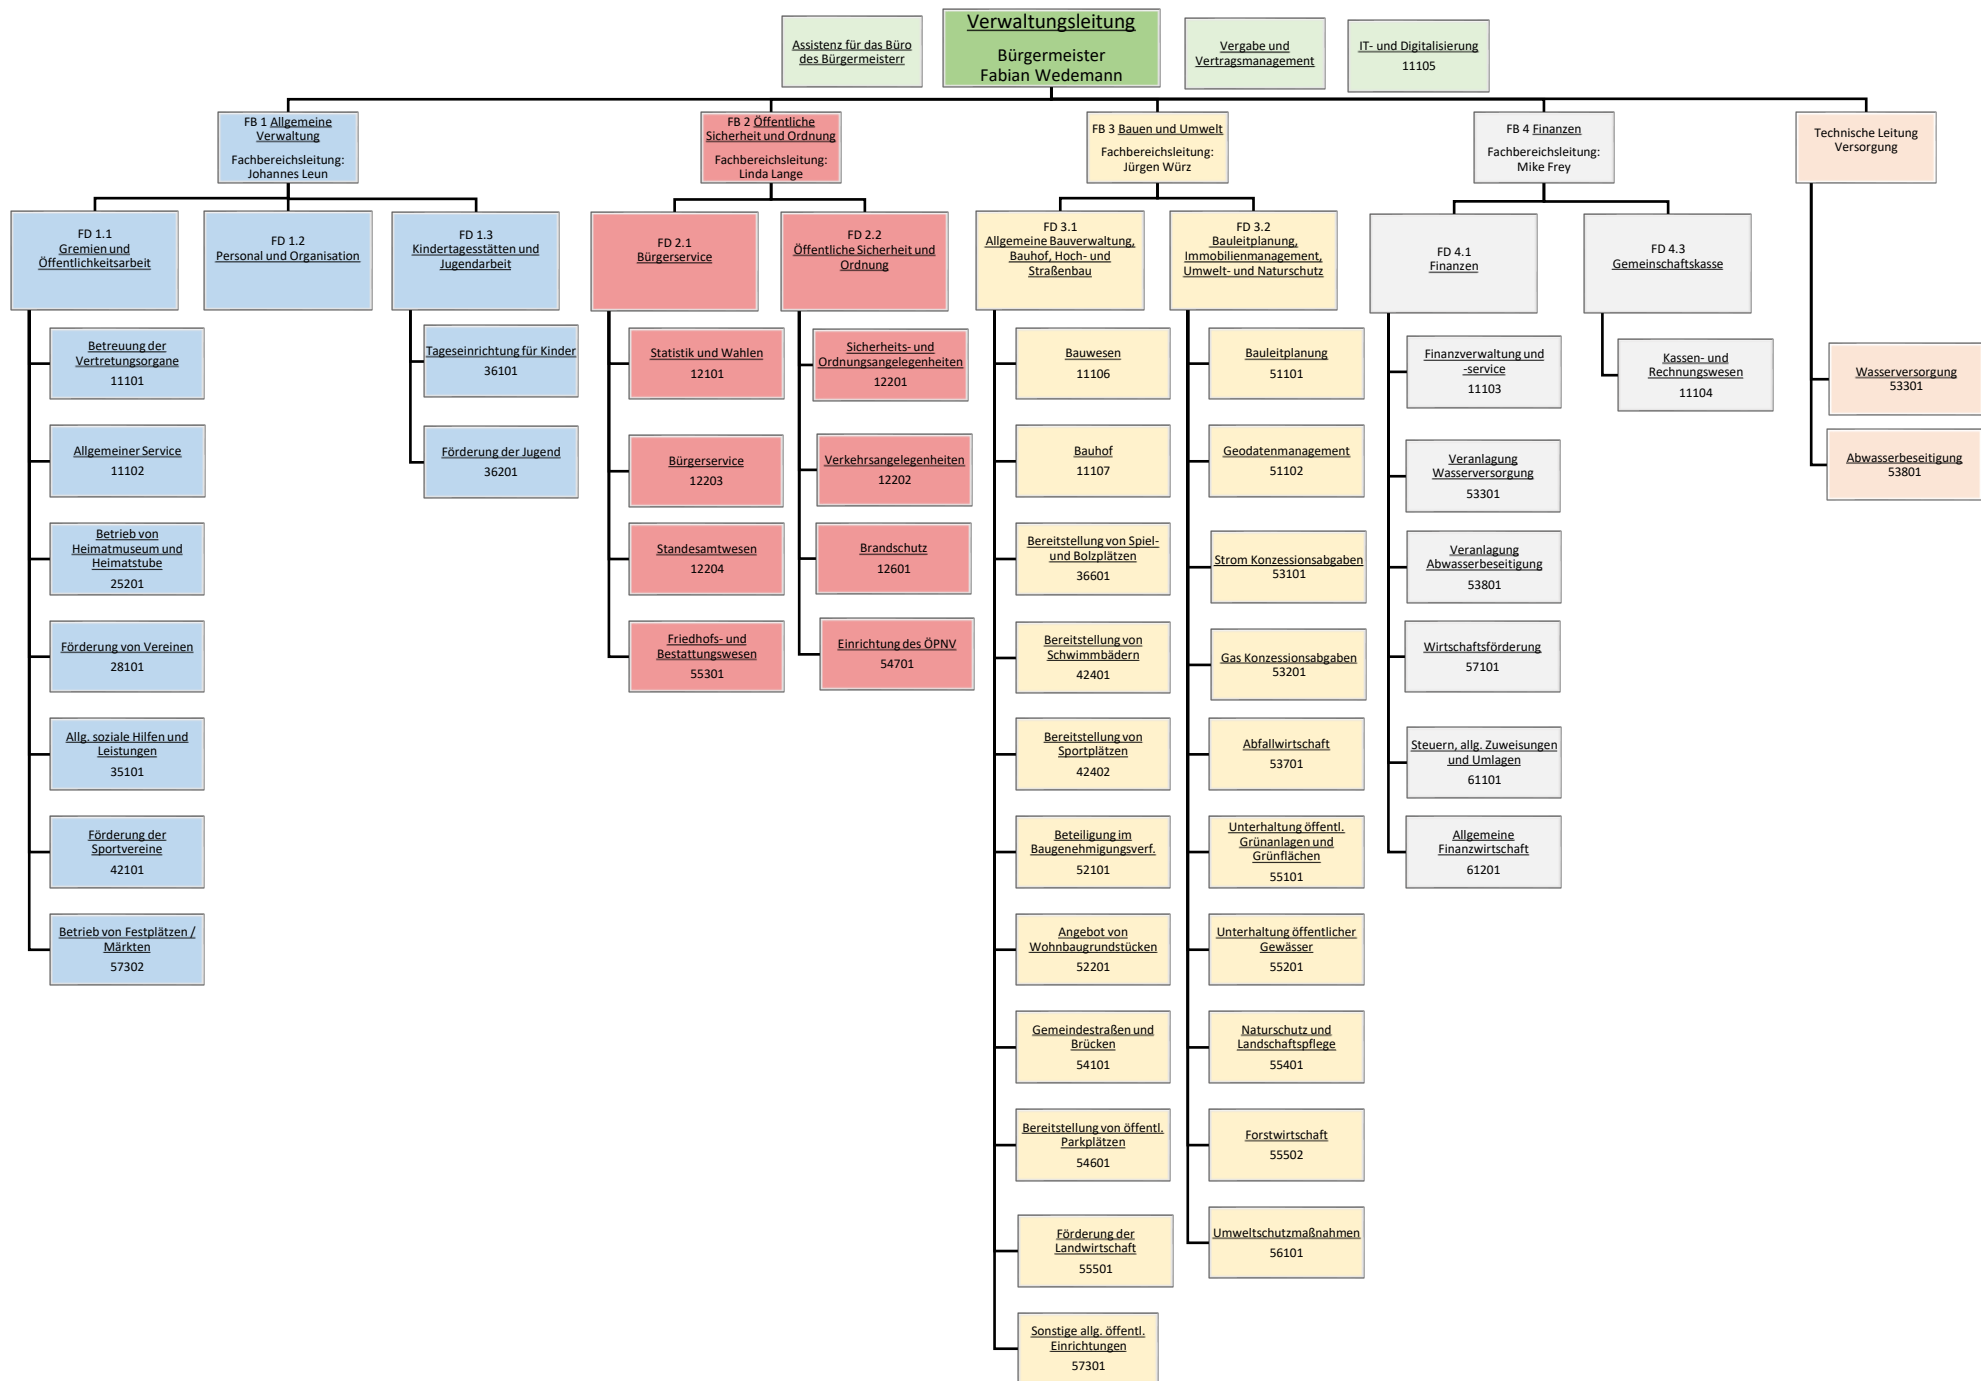 Assistenz für das Büro
des Bürgermeisterr
Verwaltungsleitung
Bürgermeister
Fabian Wedemann
Vergabe und
Vertragsmanagement
IT- und Digitalisierung
11105
FB 1 Allgemeine
Verwaltung
Fachbereichsleitung:
Johannes Leun
FB 2 Öffentliche
Sicherheit und Ordnung
Fachbereichsleitung:
Linda Lange
FB 3 Bauen und Umwelt
Fachbereichsleitung:
Jürgen Würz
FB 4 Finanzen
Fachbereichsleitung:
Mike Frey
Technische Leitung
Versorgung
FD 1.1
Gremien und
Öffentlichkeitsarbeit
FD 1.2
Personal und Organisation
FD 1.3
Kindertagesstätten und
Jugendarbeit
FD 2.1
Bürgerservice
FD 2.2
Öffentliche Sicherheit und
Ordnung
FD 3.1
Allgemeine Bauverwaltung,
Bauhof, Hoch- und
Straßenbau
FD 3.2
Bauleitplanung,
Immobilienmanagement,
Umwelt- und Naturschutz
FD 4.1
Finanzen
FD 4.3
Gemeinschaftskasse
Betreuung der
Vertretungsorgane
11101
Allgemeiner Service
11102
Betrieb von
Heimatmuseum und
Heimatstube
25201
Förderung von Vereinen
28101
Allg. soziale Hilfen und
Leistungen
35101
Förderung der
Sportvereine
42101
Betrieb von Festplätzen /
Märkten
57302
Tageseinrichtung für Kinder
36101
Förderung der Jugend
36201
Statistik und Wahlen
12101
Bürgerservice
12203
Standesamtwesen
12204
Friedhofs- und
Bestattungswesen
55301
Sicherheits- und
Ordnungsangelegenheiten
12201
Verkehrsangelegenheiten
12202
Brandschutz
12601
Einrichtung des ÖPNV
54701
Bauwesen
11106
Bauhof
11107
Bereitstellung von Spiel-
und Bolzplätzen
36601
Bereitstellung von
Schwimmbädern
42401
Bereitstellung von
Sportplätzen
42402
Beteiligung im
Baugenehmigungsverf.
52101
Angebot von
Wohnbaugrundstücken
52201
Gemeindestraßen und
Brücken
54101
Bereitstellung von öffentl.
Parkplätzen
54601
Förderung der
Landwirtschaft
55501
Sonstige allg. öffentl.
Einrichtungen
57301
Bauleitplanung
51101
Geodatenmanagement
51102
Strom Konzessionsabgaben
53101
Gas Konzessionsabgaben
53201
Abfallwirtschaft
53701
Unterhaltung öffentl.
Grünanlagen und
Grünflächen
55101
Unterhaltung öffentlicher
Gewässer
55201
Naturschutz und
Landschaftspflege
55401
Forstwirtschaft
55502
Umweltschutzmaßnahmen
56101
Finanzverwaltung und
-service
11103
Veranlagung
Wasserversorgung
53301
Veranlagung
Abwasserbeseitigung
53801
Wirtschaftsförderung
57101
Steuern, allg. Zuweisungen
und Umlagen
61101
Allgemeine
Finanzwirtschaft
61201
Kassen- und
Rechnungswesen
11104
Wasserversorgung
53301
Abwasserbeseitigung
53801